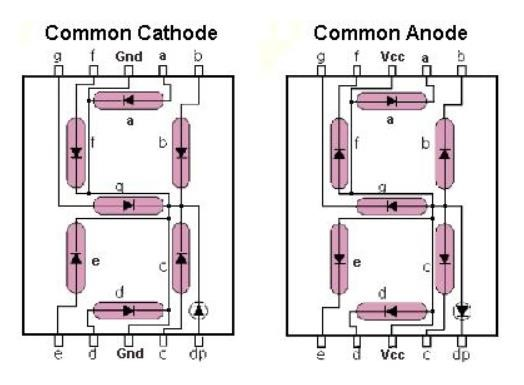 Common Cathode Common Anode
g f Gnd a b g f Vcc a b
a a
f b f b
g g
e c e c
d d
e d Gnd c dp e d Vcc c dp